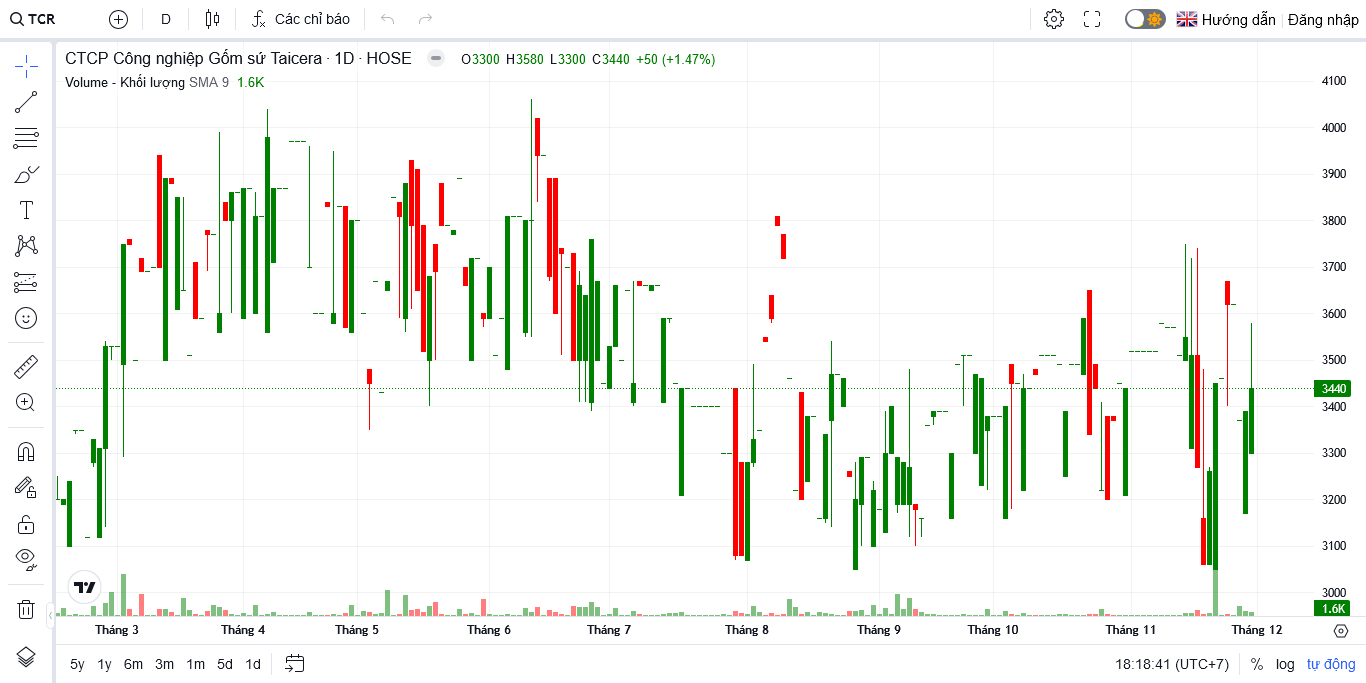 TCR D Các chỉ báo Hướng dẫn Đăng nhập
CTCP Công nghiệp Gốm sứ Taicera · 1D · HOSE O3300 H3580 L3300 C3440 +50 (+1.47%)
Volume - Khối lượng SMA 9 1.6K
4100
4000
3900
3800
3700
3600
3500
3440
3400
3300
3200
3100
3000
1.6K
Tháng 3 Tháng 4 Tháng 5 Tháng 6 Tháng 7 Tháng 8 Tháng 9 Tháng 10 Tháng 11 Tháng 12
5y 1y 6m 3m 1m 5d 1d 18:18:41 (UTC+7) % log tự động